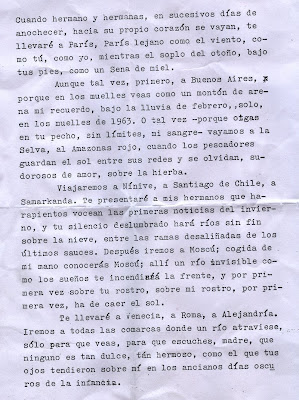 Cuando hermano y hermanas, en sucesivos días de
anochecer, hacia su propio corazón se vayan, te
llevaré a París, París lejano como el viento, co-
mo tú, como yo, mientras el soplo del otoño, bajo
tus pies, como un Sena de miel.
Aunque tal vez, primero, a Buenos Aires,
porque en los muelles veas como un montón de are-
na mi recuerdo, bajo la lluvia de febrero, solo,
en los muelles de 1963. O tal vez -porque oigas
en tu pecho, sin límites, mi sangre- vayamos a la
Selva, al Amazonas rojo, cuando los pescadores
guardan el sol entre sus redes y se olvidan, su-
dorosos de amor, sobre la hierba.
Viajaremos a Nínive, a Santiago de Chile, a
Samarkanda. Te presentaré a mis hermanos que ha-
rapientos vocean las primeras noticias del invier-
no, y tu silencio deslumbrado hará ríos sin fin
sobre la nieve, entre las ramas desaliñadas de los
últimos sauces. Después iremos a Moscú; cogida de
mi mano conocerás Moscú; allí un río invisible co-
mo los sueños te incendiará la frente, y por pri-
mera vez sobre tu rostro, sobre mi rostro, por pri-
mera vez, ha de caer el sol.
Te llevaré a Venecia, a Roma, a Alejandría.
Iremos a todas las comarcas donde un río atraviese,
sólo para que veas, para que escuches, madre, que
ninguno es tan dulce, tán hermoso, como el que tus
ojos tendieron sobre mí en los ancianos días oscu
ros de la infancia.